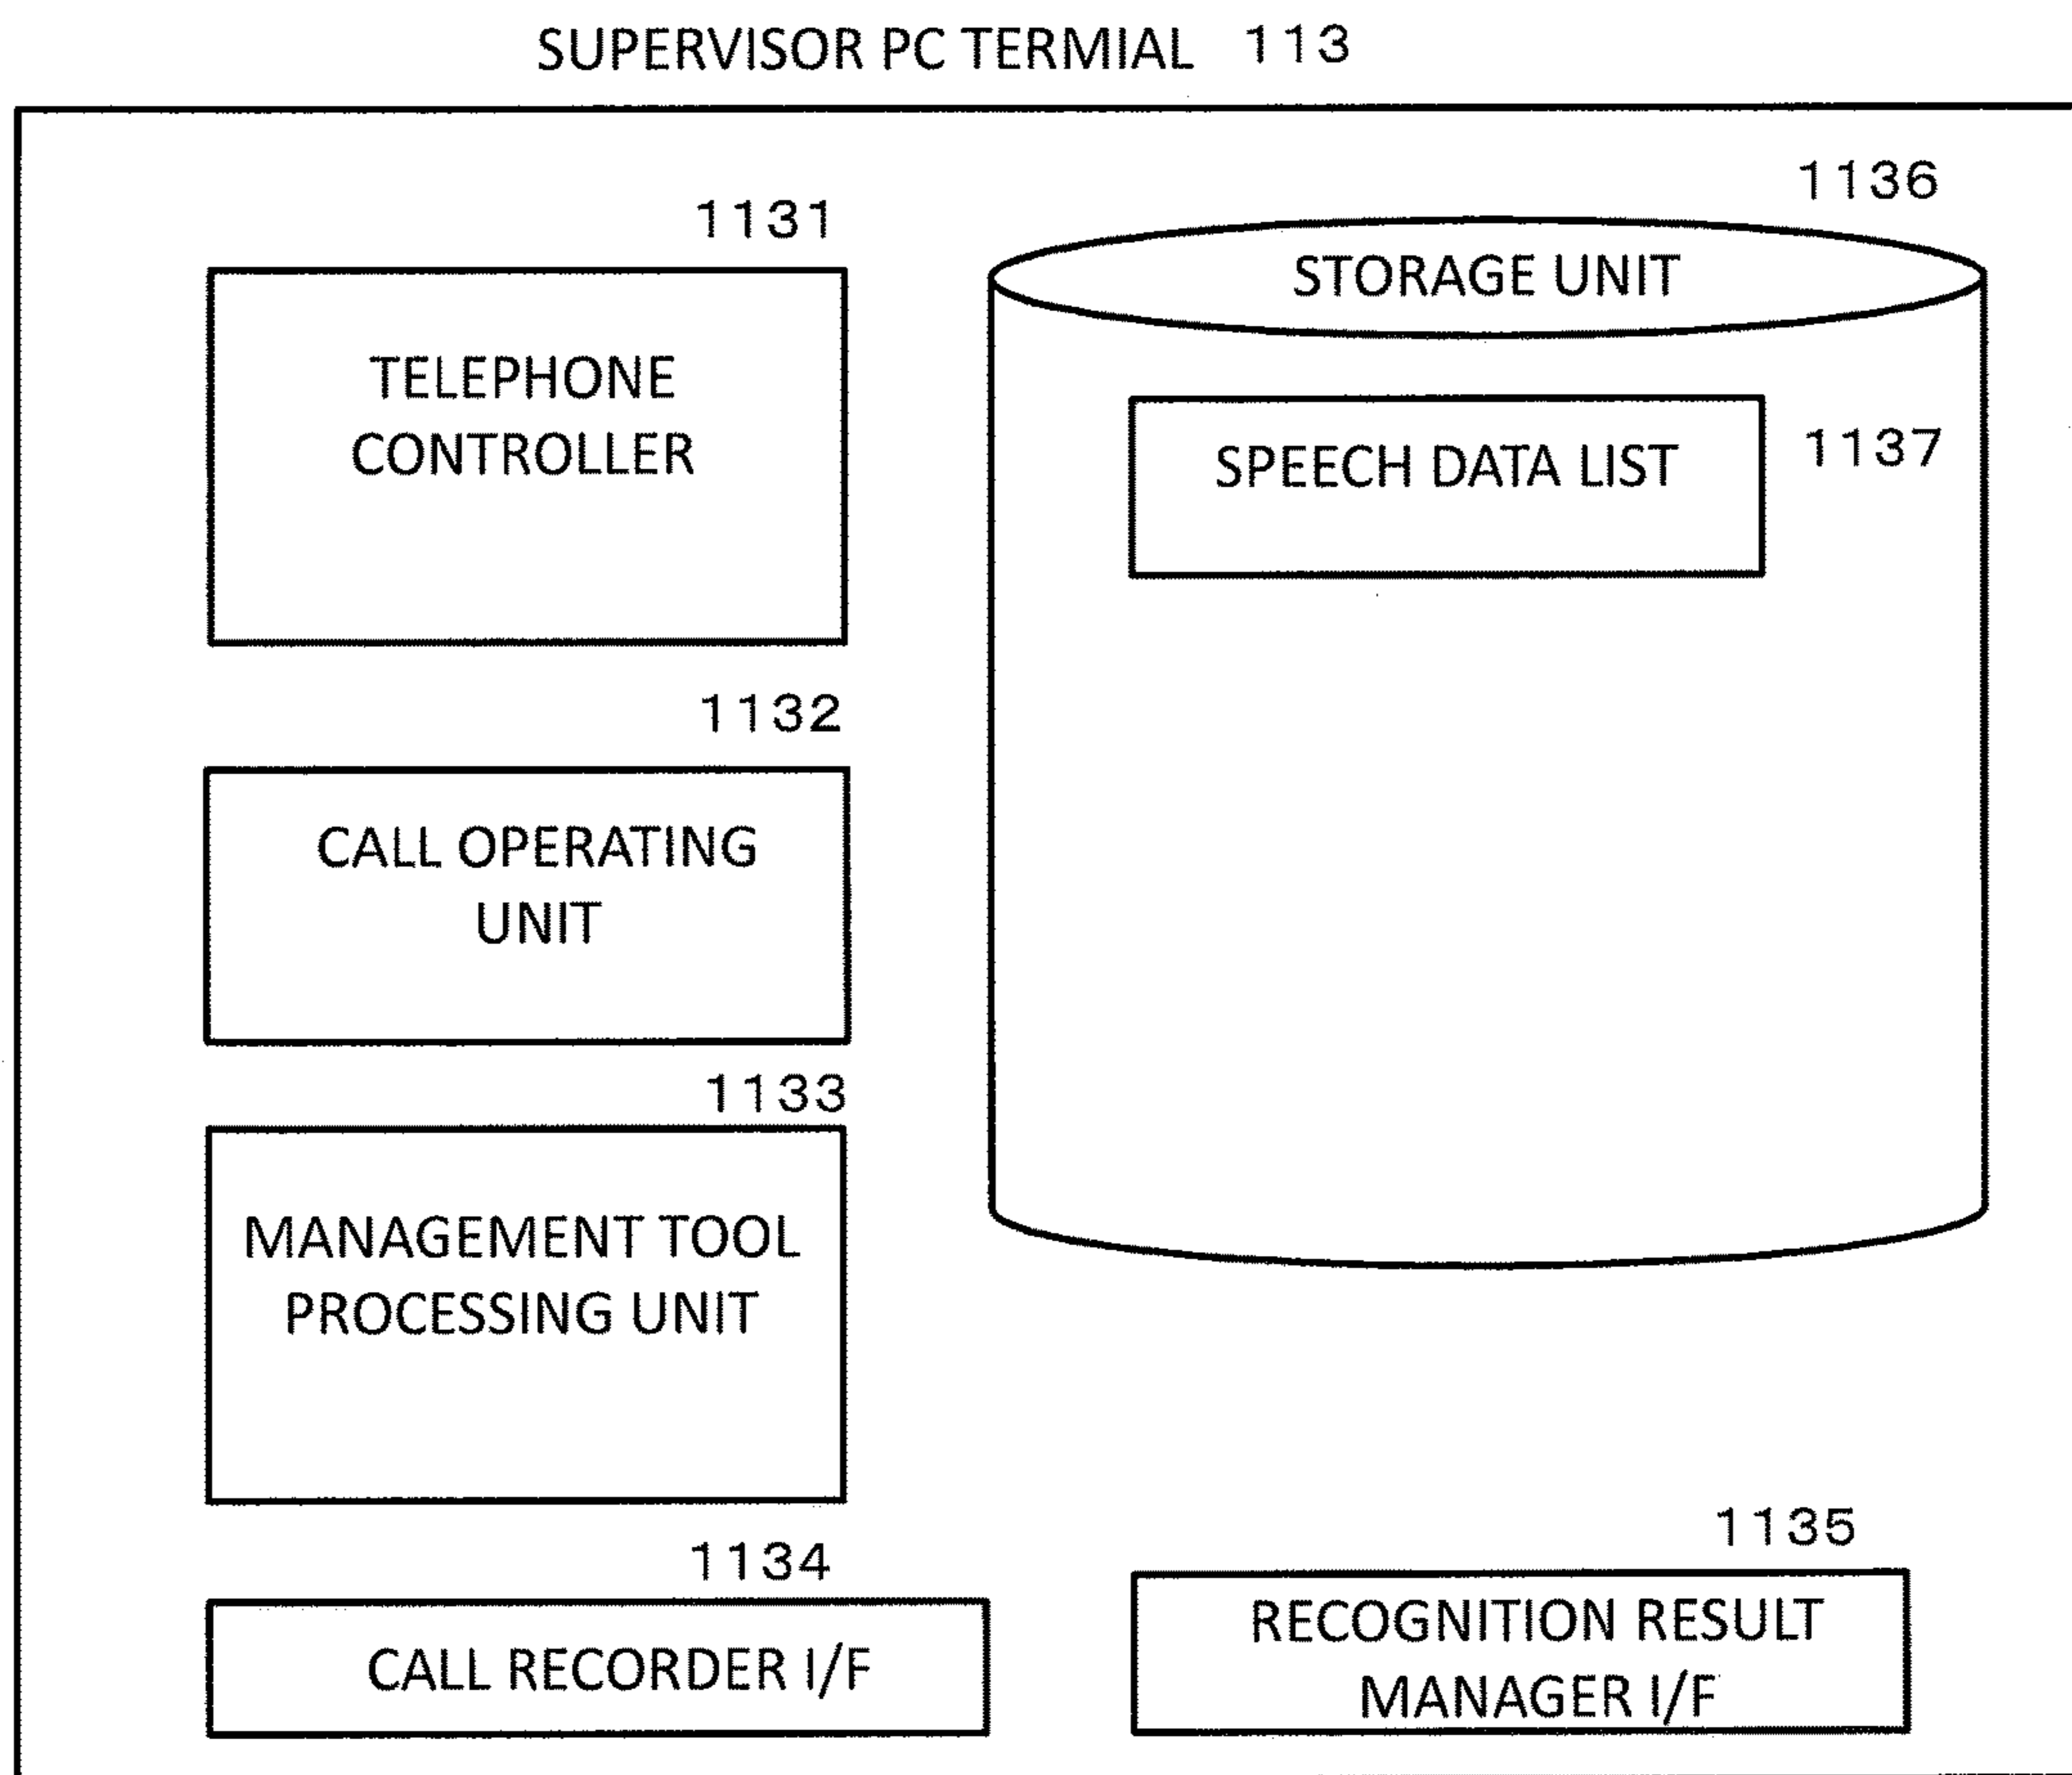 SUPERVISOR PC TERMIAL 113
1131
TELEPHONE
CONTROLLER
1132
CALL OPERATING
UNIT
1133
MANAGEMENT TOOL
PROCESSING UNIT
1134
CALL RECORDER I/F
1136
STORAGE UNIT
SPEECH DATA LIST
1137
1135
RECOGNITION RESULT
MANAGER I/F